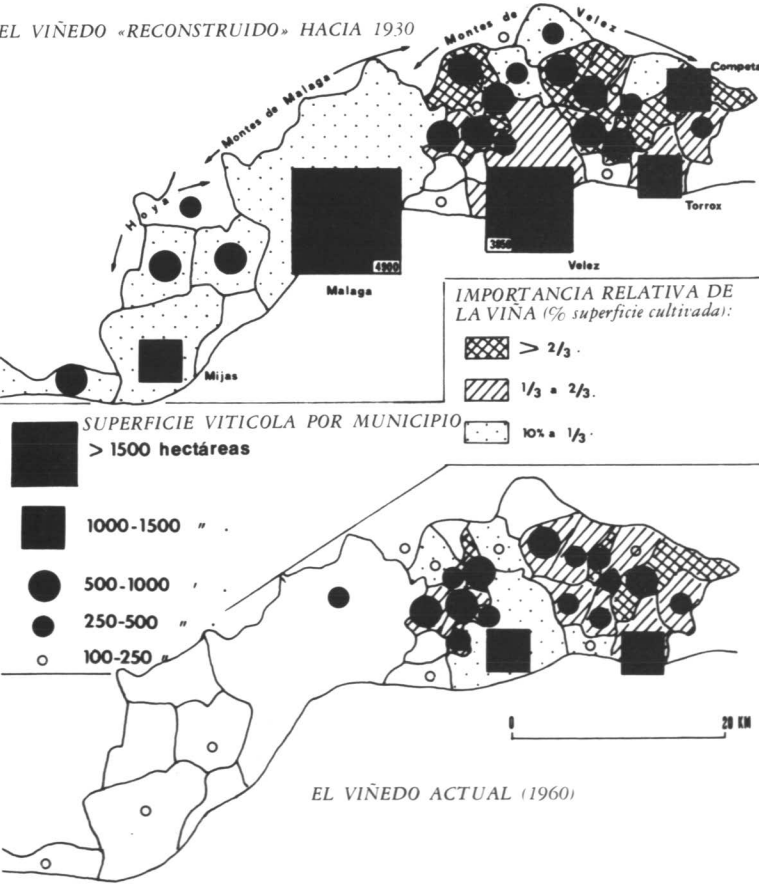 EL VIÑEDO «RECONSTRUIDO» HACIA 1930
Montes de Velez
Competa
Montes de Malaga
Hoya
Torrox
4900
3850
Malaga
Velez
Mijas
IMPORTANCIA RELATIVA DE
LA VIÑA (% superficie cultivada):
> 2/3.
1/3 a 2/3.
10% a 1/3.
SUPERFICIE VITICOLA POR MUNICIPIO
> 1500 hectáreas
1000-1500 " .
500-1000 ' .
250-500 " .
100-250 "
0 20 KM
EL VIÑEDO ACTUAL (1960)